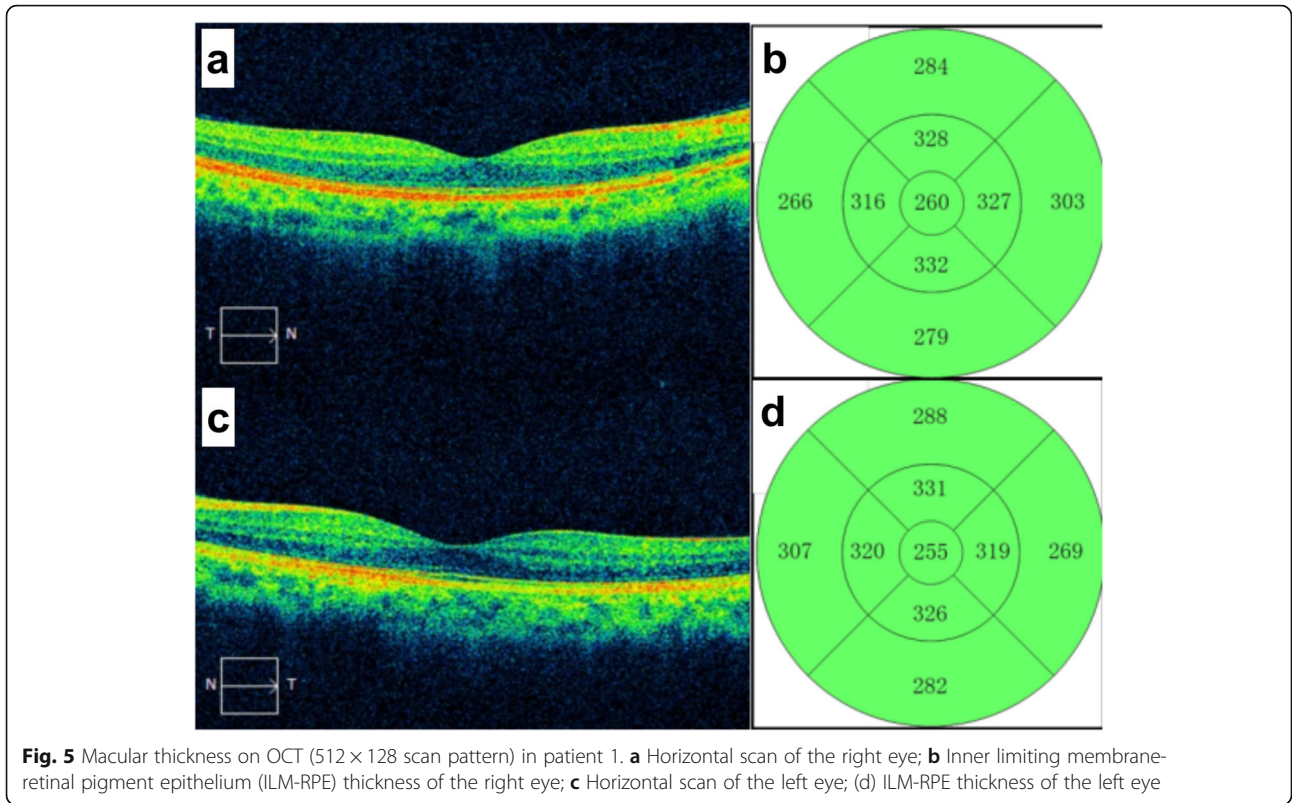 a
T N
b
284
328
266 316 260 327 303
332
279
c
N T
d
288
331
307 320 255 319 269
326
282
Fig. 5 Macular thickness on OCT (512 × 128 scan pattern) in patient 1. a Horizontal scan of the right eye; b Inner limiting membrane-
retinal pigment epithelium (ILM-RPE) thickness of the right eye; c Horizontal scan of the left eye; (d) ILM-RPE thickness of the left eye